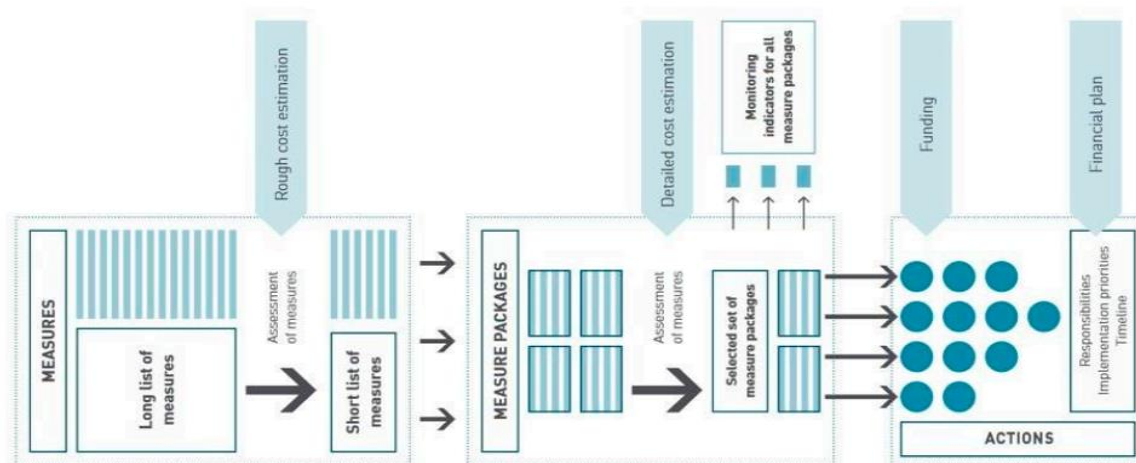 MEASURES
Long list of
measures
Rough cost estimation
Assessment
of measures
Short list of
measures
MEASURE PACKAGES
Detailed cost estimation
Assessment
of measures
Monitoring
indicators for all
measure packages
Selected set of
measure packages
Funding
Financial plan
Responsibilities
Implementation priorities
Timeline
ACTIONS